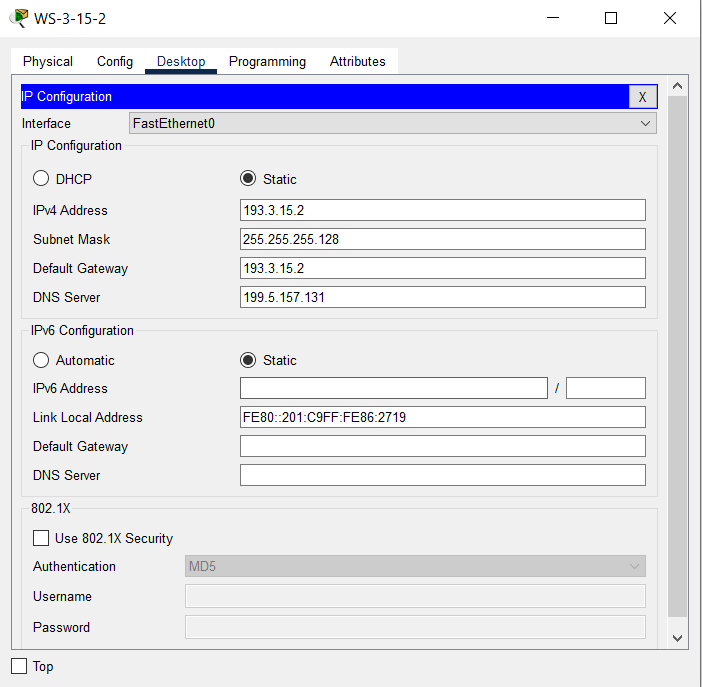 WS-3-15-2
Physical Config Desktop Programming Attributes
IP Configuration X
Interface FastEthernet0
IP Configuration
DHCP Static
IPv4 Address 193.3.15.2
Subnet Mask 255.255.255.128
Default Gateway 193.3.15.2
DNS Server 199.5.157.131
IPv6 Configuration
Automatic Static
IPv6 Address /
Link Local Address FE80::201:C9FF:FE86:2719
Default Gateway
DNS Server
802.1X
Use 802.1X Security
Authentication MD5
Username
Password
Top